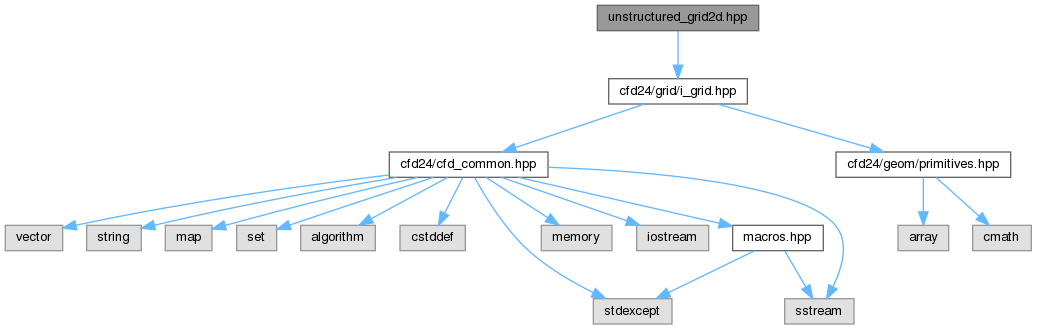 unstructured_grid2d.hpp
cfd24/grid/i_grid.hpp
cfd24/cfd_common.hpp
cfd24/geom/primitives.hpp
vector
string
map
set
algorithm
cstddef
memory
iostream
macros.hpp
array
cmath
stdexcept
sstream